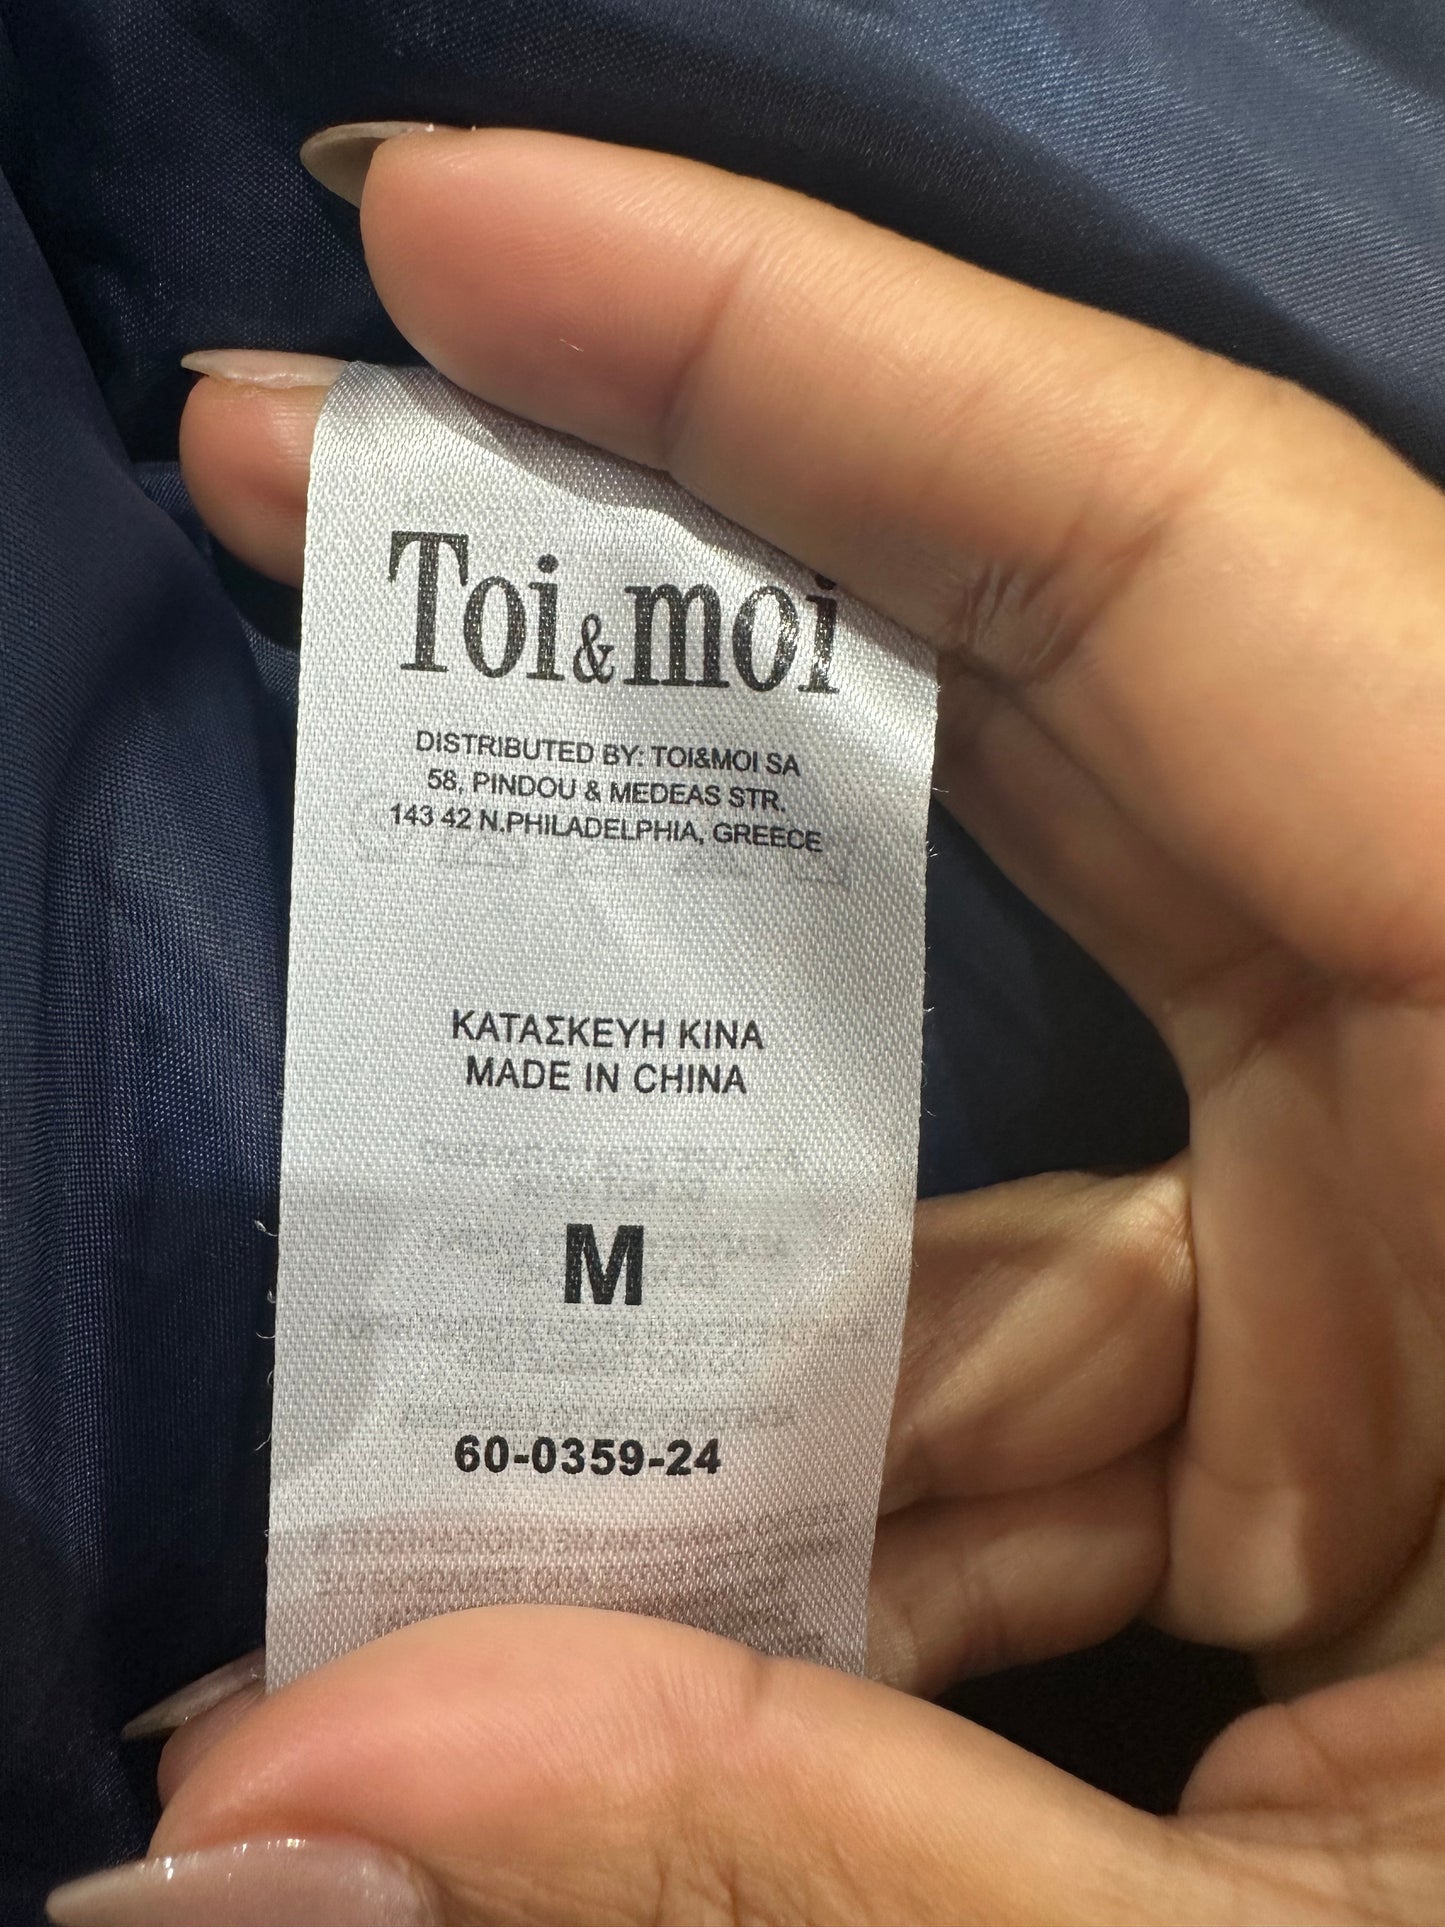 Toi&moi
DISTRIBUTED BY: TOI&MOI SA
58, PINDOU & MEDEAS STR.
143 42 N.PHILADELPHIA, GREECE
ΚΑΤΑΣΚΕΥΗ ΚΙΝΑ
MADE IN CHINA
M
60-0359-24